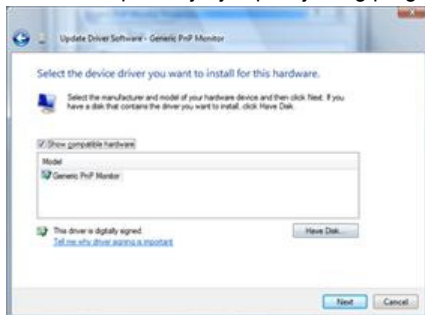 Update Driver Software - Generic PnP Monitor
Select the device driver you want to install for this hardware.
Select the manufacturer and model of your hardware device and then click Next. If you
have a disk that contains the driver you want to install, click Have Disk.
Show compatible hardware
Model
Generic PnP Monitor
This driver is digitally signed.
Have Disk...
Tell me why driver signing is important
Next
Cancel